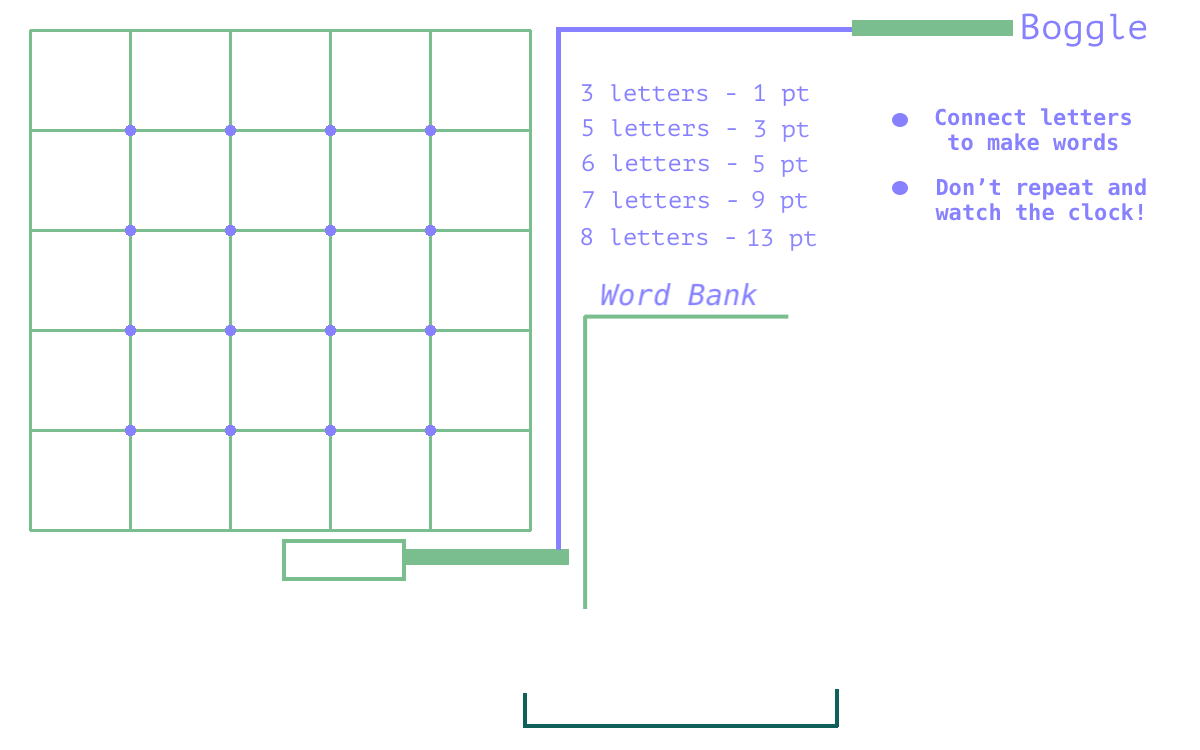 Boggle
3 letters - 1 pt
5 letters - 3 pt
6 letters - 5 pt
7 letters - 9 pt
8 letters - 13 pt
Connect letters
to make words
Don’t repeat and
watch the clock!
Word Bank